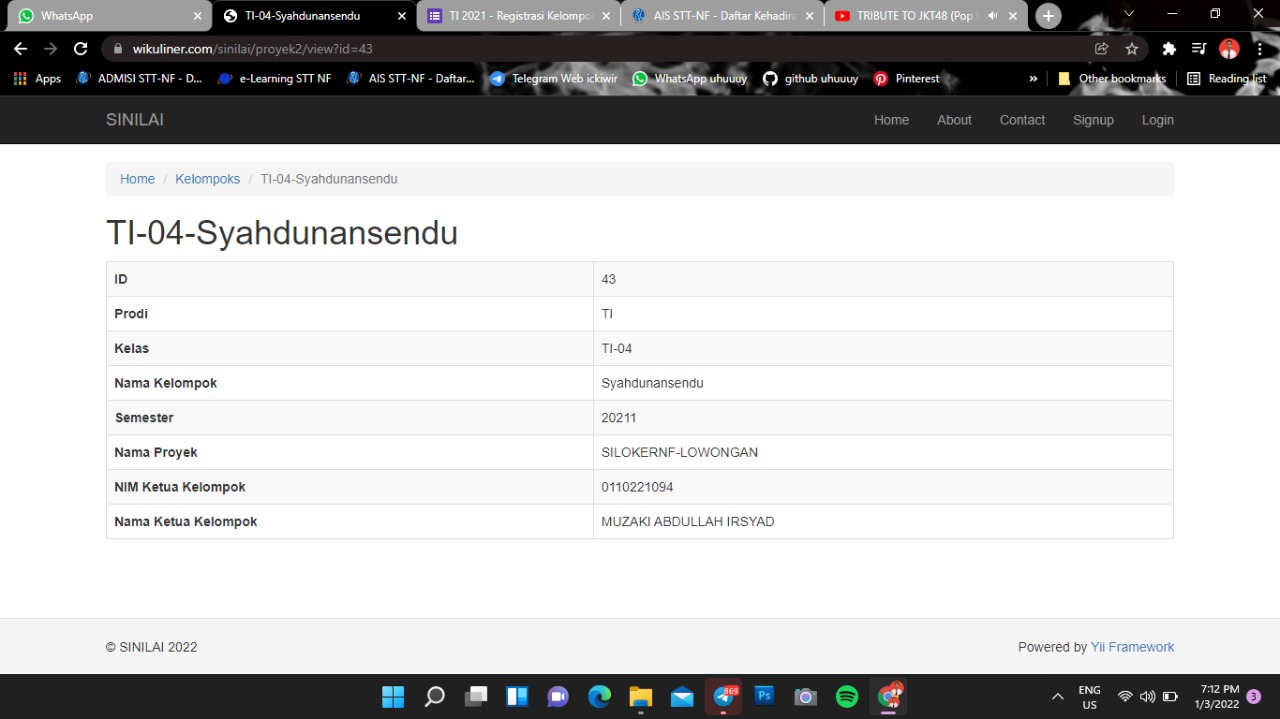 WhatsApp
TI-04-Syahdunansendu
TI 2021 - Registrasi Kelompo
AIS STT-NF - Daftar Kehadira
TRIBUTE TO JKT48 (Pop
wikuliner.com/sinilai/proyek2/view?id=43
Apps
ADMISI STT-NF - D...
e-Learning STT NF
AIS STT-NF - Daftar...
Telegram Web ickiwir
WhatsApp uhuuuy
github uhuuuy
Pinterest
»
Other bookmarks
Reading list
SINILAI
Home About Contact Signup Login
Home / Kelompoks / TI-04-Syahdunansendu
TI-04-Syahdunansendu
ID 43
Prodi TI
Kelas TI-04
Nama Kelompok Syahdunansendu
Semester 20211
Nama Proyek SILOKERNF-LOWONGAN
NIM Ketua Kelompok 0110221094
Nama Ketua Kelompok MUZAKI ABDULLAH IRSYAD
© SINILAI 2022
Powered by Yii Framework
869
Ps
ENG
US
7:12 PM
1/3/2022
3